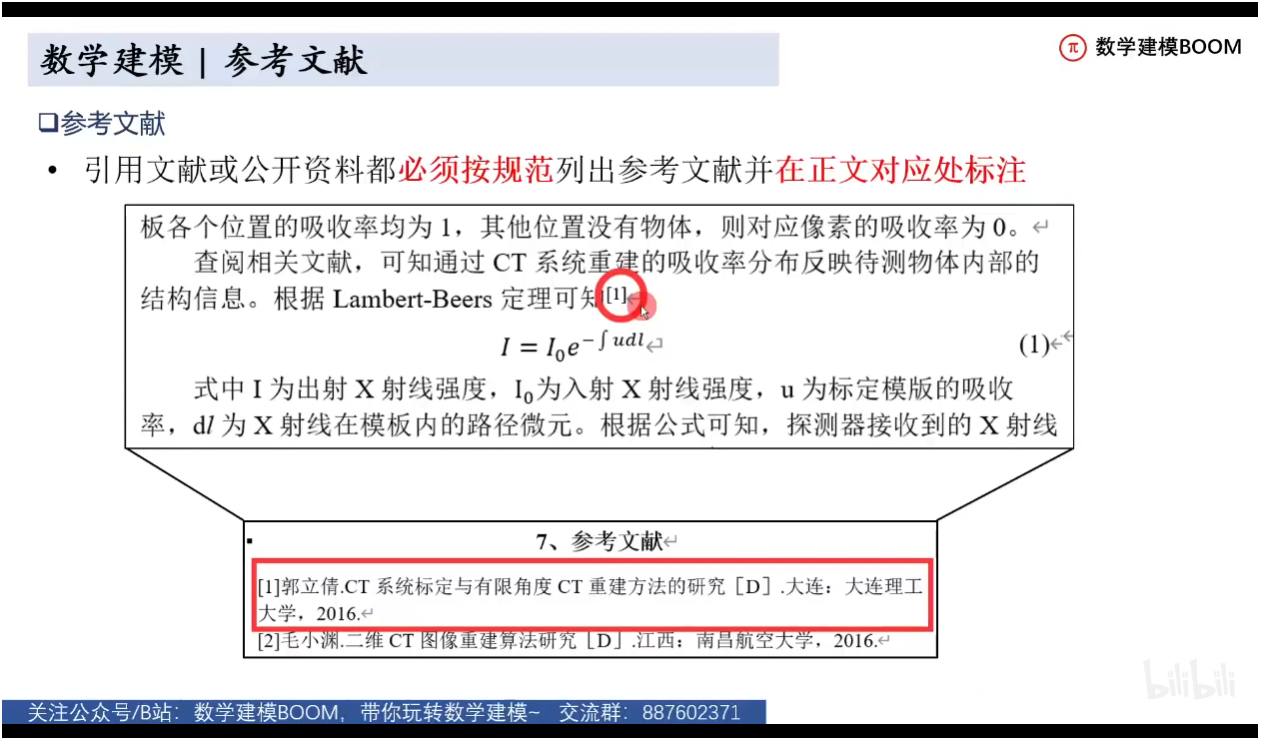 数学建模 | 参考文献
数学建模BOOM
参考文献
• 引用文献或公开资料都必须按规范列出参考文献并在正文对应处标注
板各个位置的吸收率均为 1，其他位置没有物体，则对应像素的吸收率为 0。
查阅相关文献，可知通过 CT 系统重建的吸收率分布反映待测物体内部的
结构信息。根据 Lambert-Beers 定理可知[1]
I = I₀e^{-∫udl} (1)
式中 I 为出射 X 射线强度，I₀为入射 X 射线强度，u 为标定模版的吸收
率，dl 为 X 射线在模板内的路径微元。根据公式可知，探测器接收到的 X 射线
7、参考文献
[1]郭立倩.CT 系统标定与有限角度 CT 重建方法的研究［D］.大连：大连理工
大学，2016.
[2]毛小渊.二维 CT 图像重建算法研究［D］.江西：南昌航空大学，2016.
bilibili
关注公众号/B站：数学建模BOOM，带你玩转数学建模~ 交流群：887602371